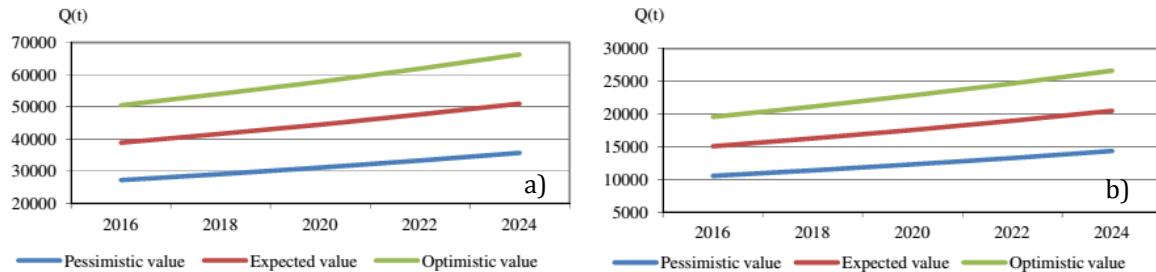 Q(t)
70000
60000
50000
40000
30000
20000
2016 2018 2020 2022 2024
a)
Pessimistic value Expected value Optimistic value
Q(t)
30000
25000
20000
15000
10000
5000
2016 2018 2020 2022 2024
b)
Pessimistic value Expected value Optimistic value